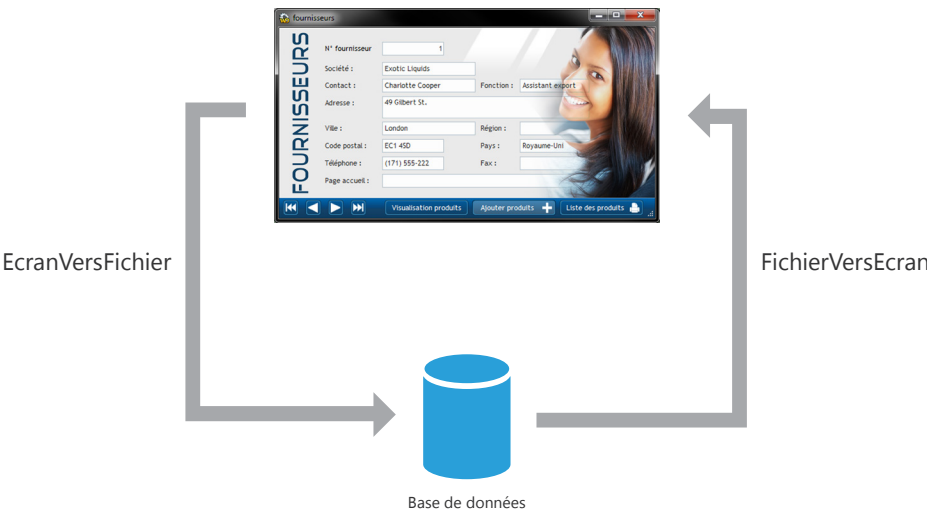 fournisseurs
FOURNISSEURS
N° fournisseur 1
Société : Exotic Liquids
Contact : Charlotte Cooper Fonction : Assistant export
Adresse : 49 Gilbert St.
Ville : London Région :
Code postal : EC1 4SD Pays : Royaume-Uni
Téléphone : (171) 555-222 Fax :
Page accueil :
Visualisation produits Ajouter produits Liste des produits
EcranVersFichier
FichierVersEcran
Base de données